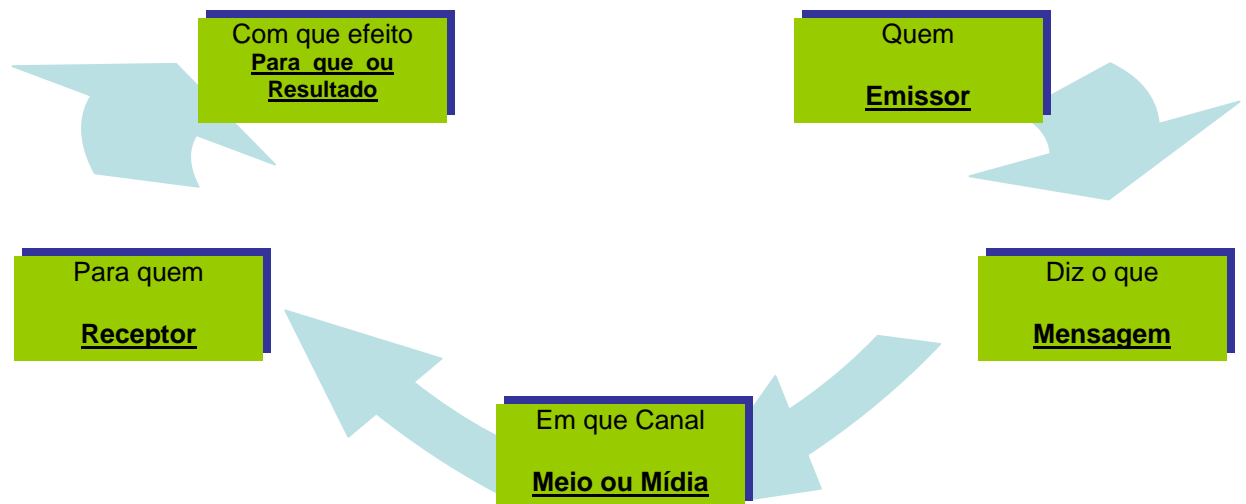 Com que efeito
Para que ou
Resultado
Quem
Emissor
Para quem
Receptor
Diz o que
Mensagem
Em que Canal
Meio ou Mídia